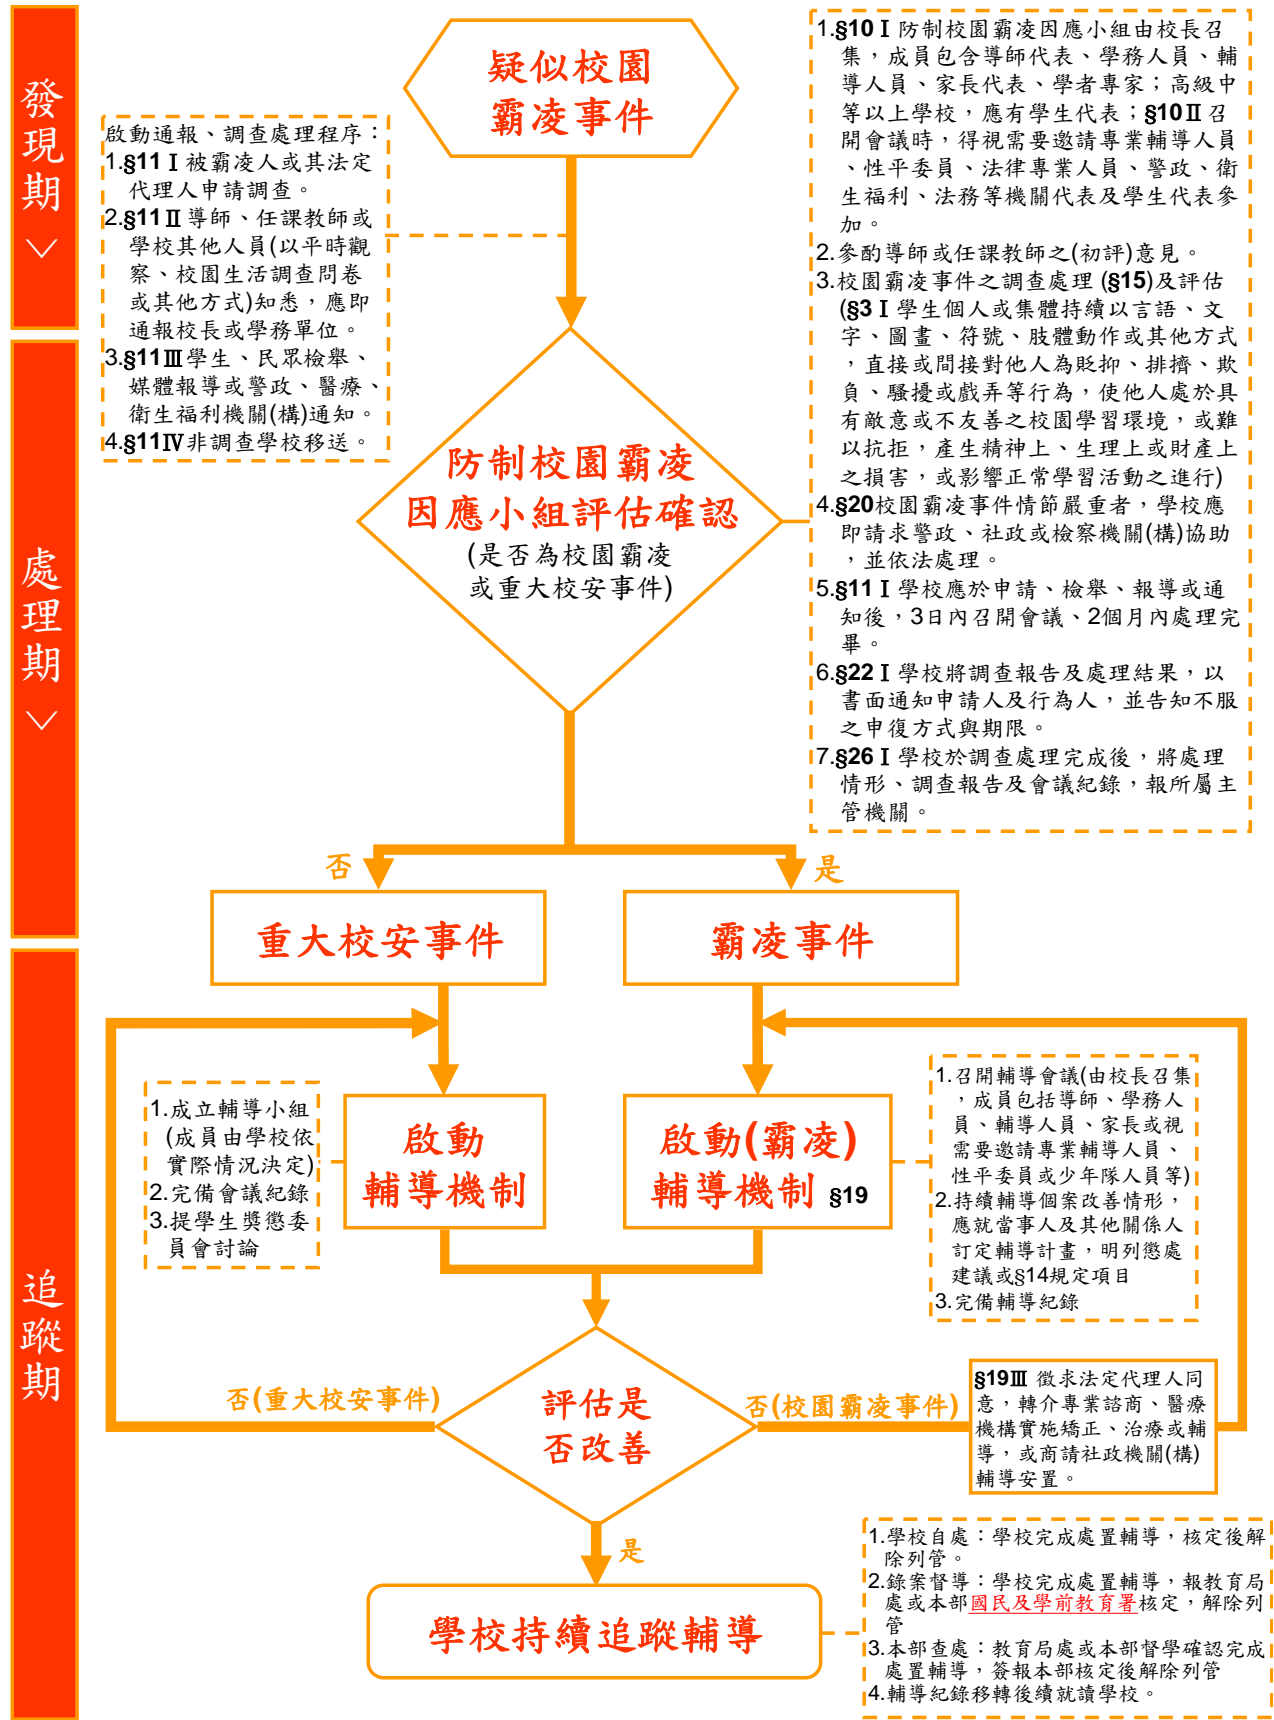 發現期
﹀
處理期
﹀
追蹤期
疑似校園
霸凌事件
啟動通報、調查處理程序：
1.§11Ⅰ被霸凌人或其法定
代理人申請調查。
2.§11Ⅱ導師、任課教師或
學校其他人員(以平時觀
察、校園生活調查問卷
或其他方式)知悉，應即
通報校長或學務單位。
3.§11Ⅲ學生、民眾檢舉、
媒體報導或警政、醫療、
衛生福利機關(構)通知。
4.§11Ⅳ非調查學校移送。
1.§10Ⅰ防制校園霸凌因應小組由校長召
集，成員包含導師代表、學務人員、輔
導人員、家長代表、學者專家；高級中
等以上學校，應有學生代表；§10Ⅱ召
開會議時，得視需要邀請專業輔導人員
、性平委員、法律專業人員、警政、衛
生福利、法務等機關代表及學生代表參
加。
2.參酌導師或任課教師之(初評)意見。
3.校園霸凌事件之調查處理 (§15)及評估
(§3Ⅰ學生個人或集體持續以言語、文
字、圖畫、符號、肢體動作或其他方式
，直接或間接對他人為貶抑、排擠、欺
負、騷擾或戲弄等行為，使他人處於具
有敵意或不友善之校園學習環境，或難
以抗拒，產生精神上、生理上或財產上
之損害，或影響正常學習活動之進行)
4.§20校園霸凌事件情節嚴重者，學校應
即請求警政、社政或檢察機關(構)協助
，並依法處理。
5.§11Ⅰ學校應於申請、檢舉、報導或通
知後，3日內召開會議、2個月內處理完
畢。
6.§22Ⅰ學校將調查報告及處理結果，以
書面通知申請人及行為人，並告知不服
之申復方式與期限。
7.§26Ⅰ學校於調查處理完成後，將處理
情形、調查報告及會議紀錄，報所屬主
管機關。
防制校園霸凌
因應小組評估確認
(是否為校園霸凌
或重大校安事件)
否
是
重大校安事件
霸凌事件
1.成立輔導小組
(成員由學校依
實際情況決定)
2.完備會議紀錄
3.提學生獎懲委
員會討論
啟動
輔導機制
啟動(霸凌)
輔導機制 §19
1.召開輔導會議(由校長召集
，成員包括導師、學務人
員、輔導人員、家長或視
需要邀請專業輔導人員、
性平委員或少年隊人員等)
2.持續輔導個案改善情形，
應就當事人及其他關係人
訂定輔導計畫，明列懲處
建議或§14規定項目
3.完備輔導紀錄
否(重大校安事件)
評估是
否改善
否(校園霸凌事件)
§19Ⅲ 徵求法定代理人同
意，轉介專業諮商、醫療
機構實施矯正、治療或輔
導，或商請社政機關(構)
輔導安置。
是
學校持續追蹤輔導
1.學校自處：學校完成處置輔導，核定後解
除列管。
2.錄案督導：學校完成處置輔導，報教育局
處或本部國民及學前教育署核定，解除列
管
3.本部查處：教育局處或本部督學確認完成
處置輔導，簽報本部核定後解除列管
4.輔導紀錄移轉後續就讀學校。